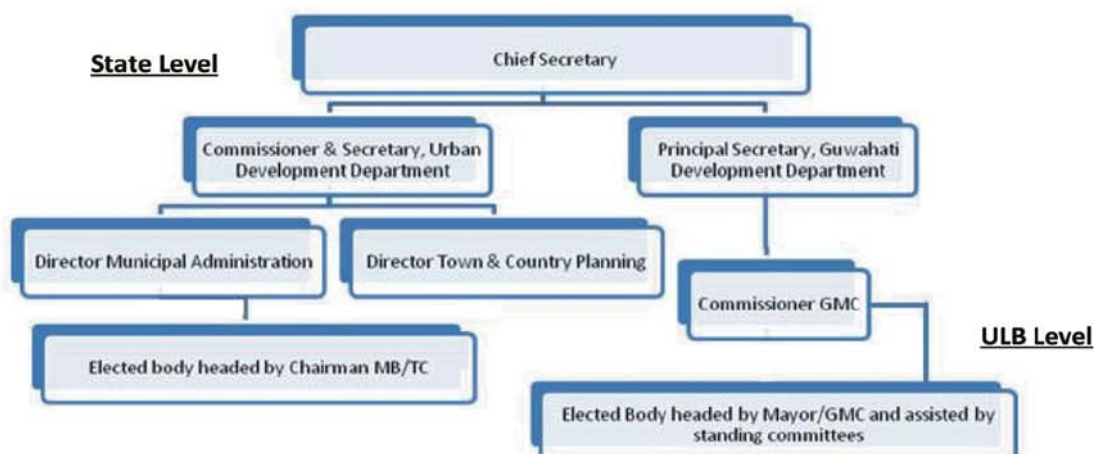 State Level
Chief Secretary
Commissioner & Secretary, Urban
Development Department
Principal Secretary, Guwahati
Development Department
Director Municipal Administration
Director Town & Country Planning
Commissioner GMC
ULB Level
Elected body headed by Chairman MB/TC
Elected Body headed by Mayor/GMC and assisted by
standing committees